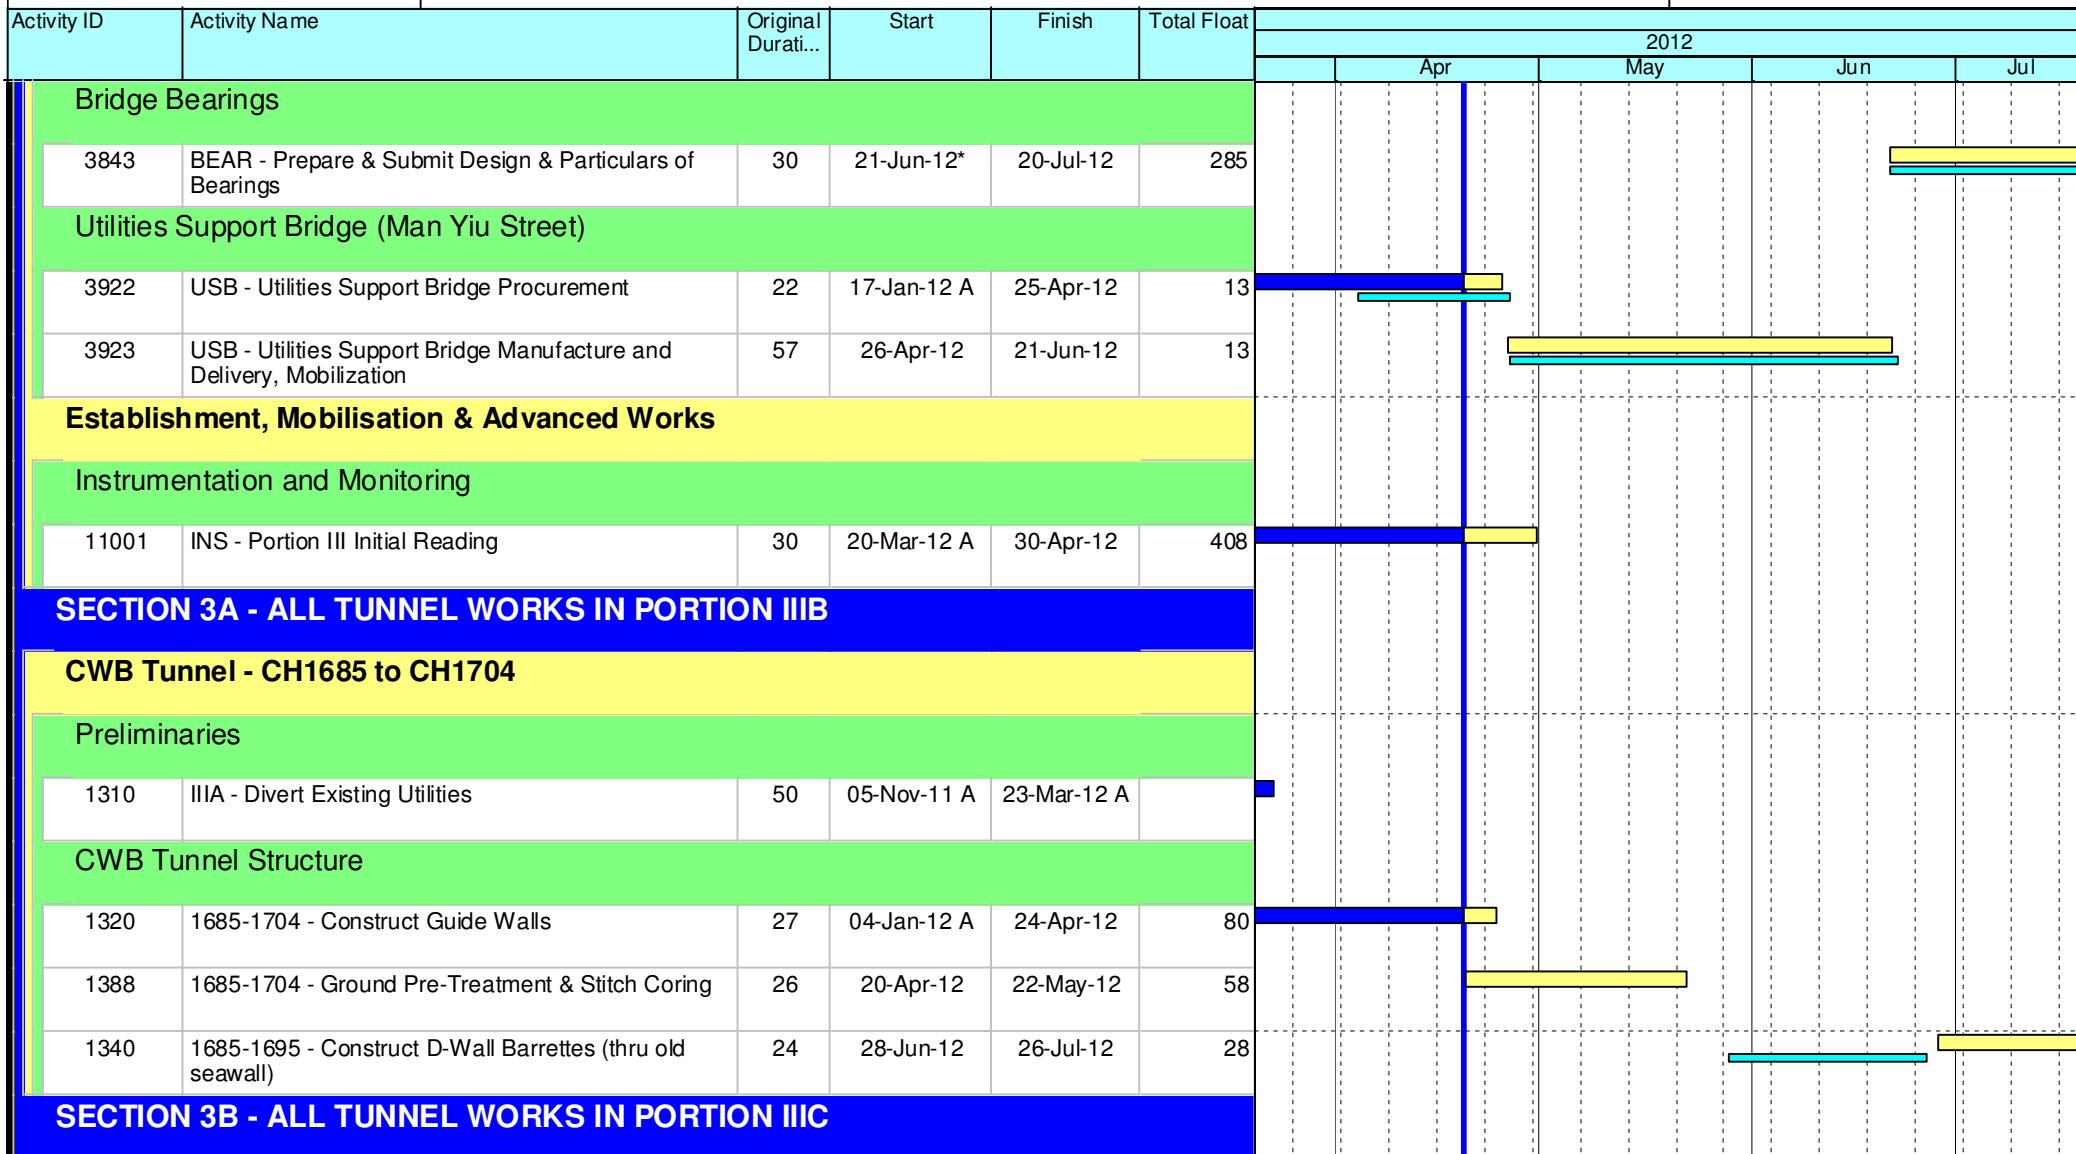 Activity ID Activity Name Original Start Finish Total Float
Durati...
2012
Apr May Jun Jul
Bridge Bearings
3843 BEAR - Prepare & Submit Design & Particulars of 30 21-Jun-12* 20-Jul-12 285
Bearings
Utilities Support Bridge (Man Yiu Street)
3922 USB - Utilities Support Bridge Procurement 22 17-Jan-12 A 25-Apr-12 13
3923 USB - Utilities Support Bridge Manufacture and 57 26-Apr-12 21-Jun-12 13
Delivery, Mobilization
Establishment, Mobilisation & Advanced Works
Instrumentation and Monitoring
11001 INS - Portion III Initial Reading 30 20-Mar-12 A 30-Apr-12 408
SECTION 3A - ALL TUNNEL WORKS IN PORTION IIIB
CWB Tunnel - CH1685 to CH1704
Preliminaries
1310 IIIA - Divert Existing Utilities 50 05-Nov-11 A 23-Mar-12 A
CWB Tunnel Structure
1320 1685-1704 - Construct Guide Walls 27 04-Jan-12 A 24-Apr-12 80
1388 1685-1704 - Ground Pre-Treatment & Stitch Coring 26 20-Apr-12 22-May-12 58
1340 1685-1695 - Construct D-Wall Barrettes (thru old 24 28-Jun-12 26-Jul-12 28
seawall)
SECTION 3B - ALL TUNNEL WORKS IN PORTION IIIC